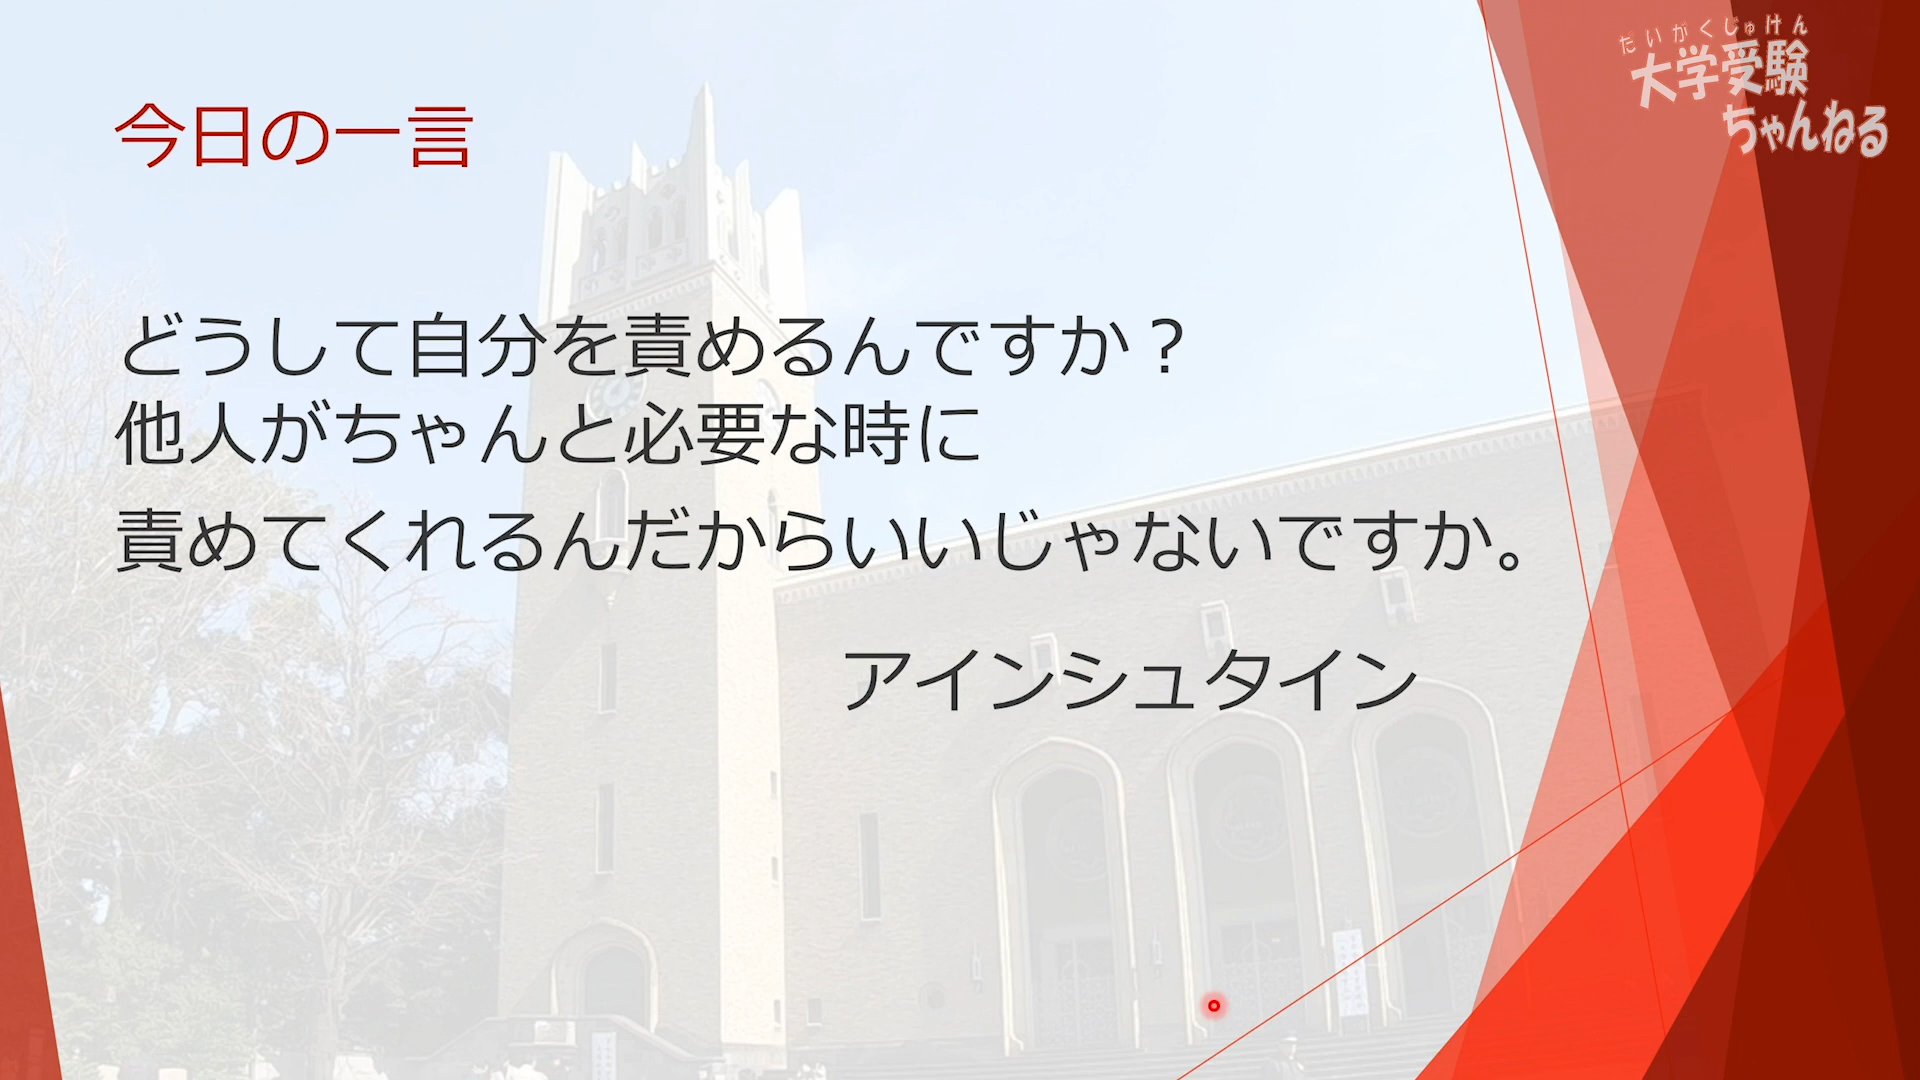 だいがくじゅけん
大学受験
ちゃんねる
今日の一言
どうして自分を責めるんですか？
他人がちゃんと必要な時に
責めてくれるんだからいいじゃないですか。
アインシュタイン